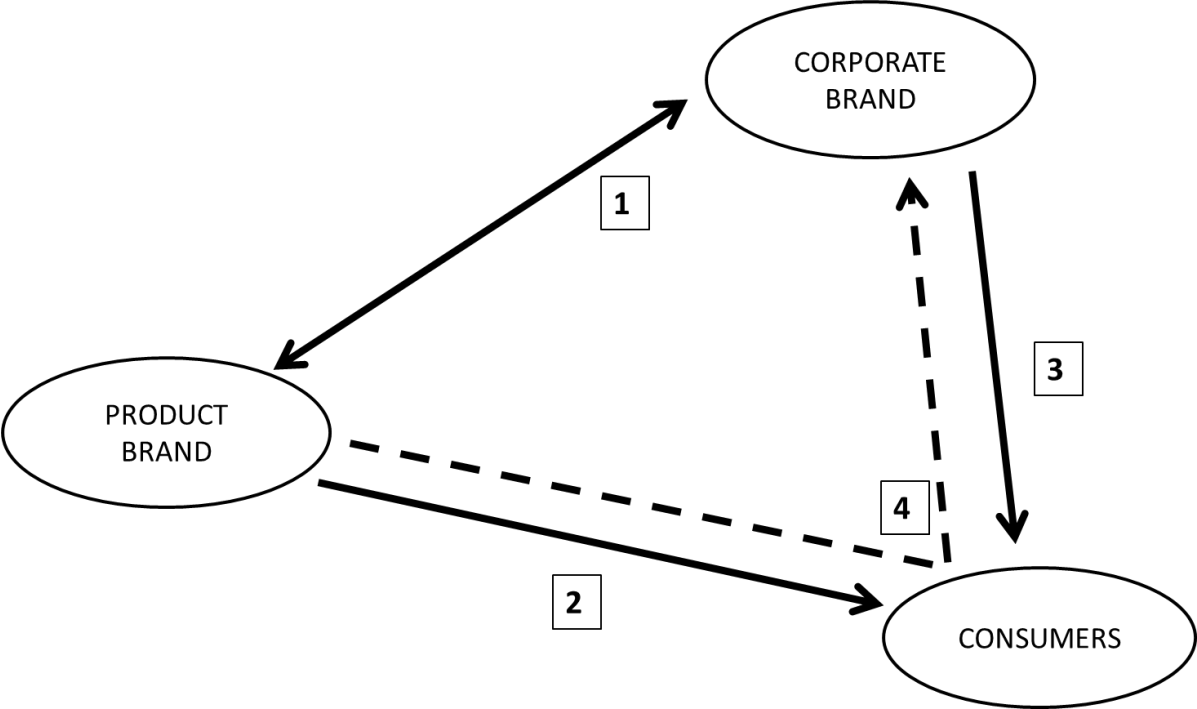 CORPORATE
BRAND
1
3
PRODUCT
BRAND
4
2
CONSUMERS